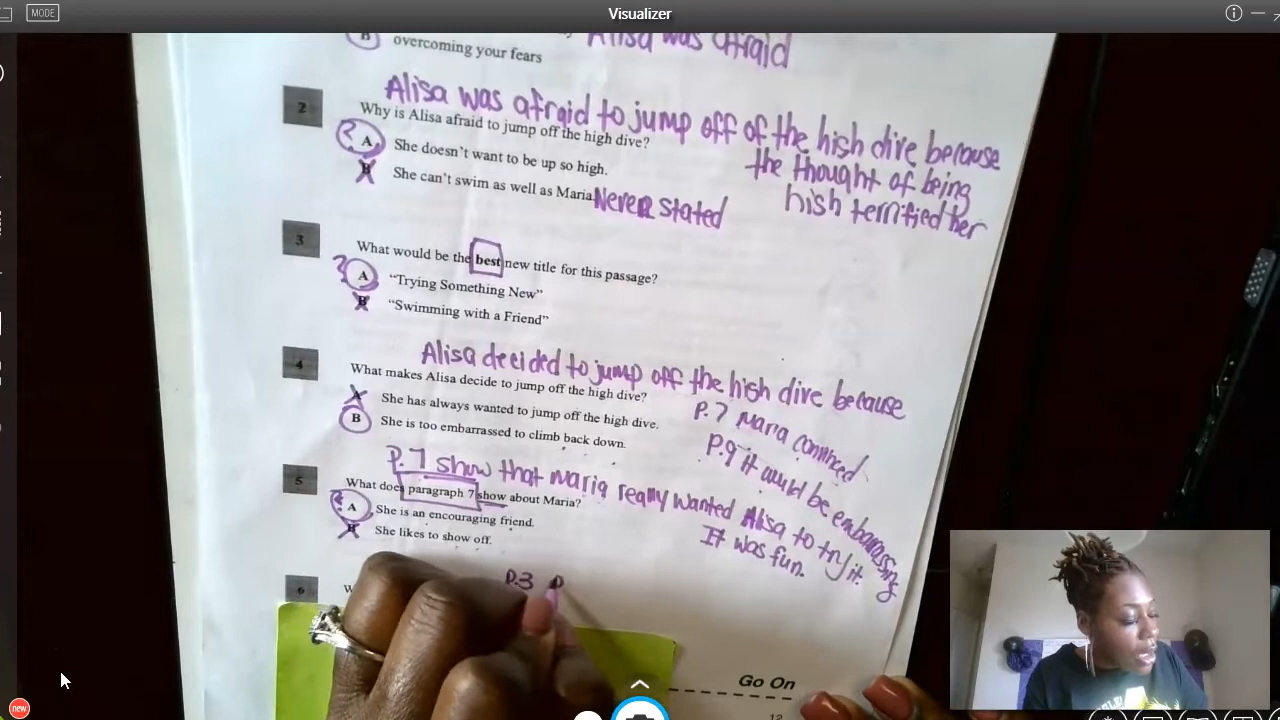 MODE
Visualizer
B overcoming your fears
Alisa was afraid
Alisa was afraid to jump off of the high dive because
the thought of being
high terrified her
2
Why is Alisa afraid to jump off the high dive?
A She doesn't want to be up so high.
B She can't swim as well as Maria.
Never stated
3
What would be the best new title for this passage?
A "Trying Something New"
B "Swimming with a Friend"
Alisa decided to jump off the high dive because
4
What makes Alisa decide to jump off the high dive?
A She has always wanted to jump off the high dive.
B She is too embarrassed to climb back down.
P.7 Maria convinced
P.9 it would be embarrassing
P.7 show that Maria really wanted Alisa to try it.
It was fun.
5
What does paragraph 7 show about Maria?
A She is an encouraging friend.
B She likes to show off.
6
W
P.3 P
Go On
12
new